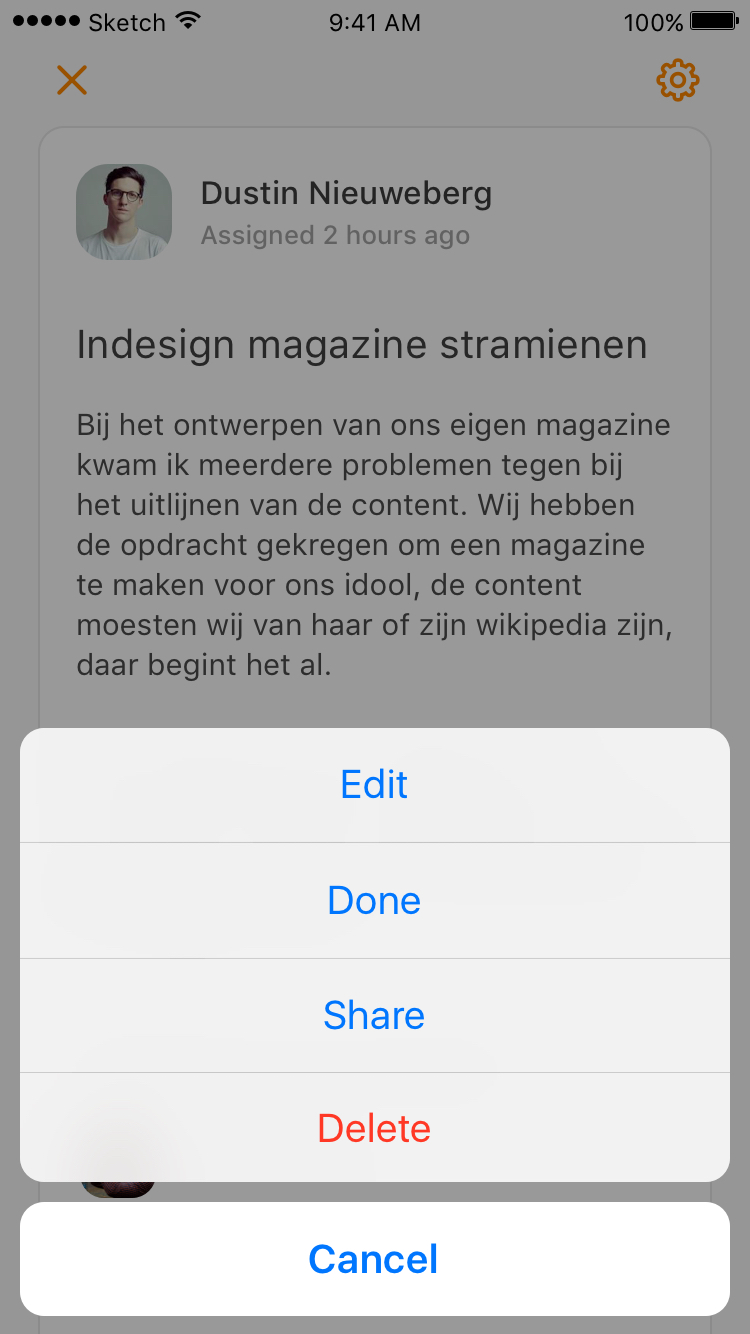 Sketch 9:41 AM 100%
Dustin Nieuweberg
Assigned 2 hours ago
Indesign magazine stramienen
Bij het ontwerpen van ons eigen magazine
kwam ik meerdere problemen tegen bij
het uitlijnen van de content. Wij hebben
de opdracht gekregen om een magazine
te maken voor ons idool, de content
moesten wij van haar of zijn wikipedia zijn,
daar begint het al.
Edit
Done
Share
Delete
Cancel